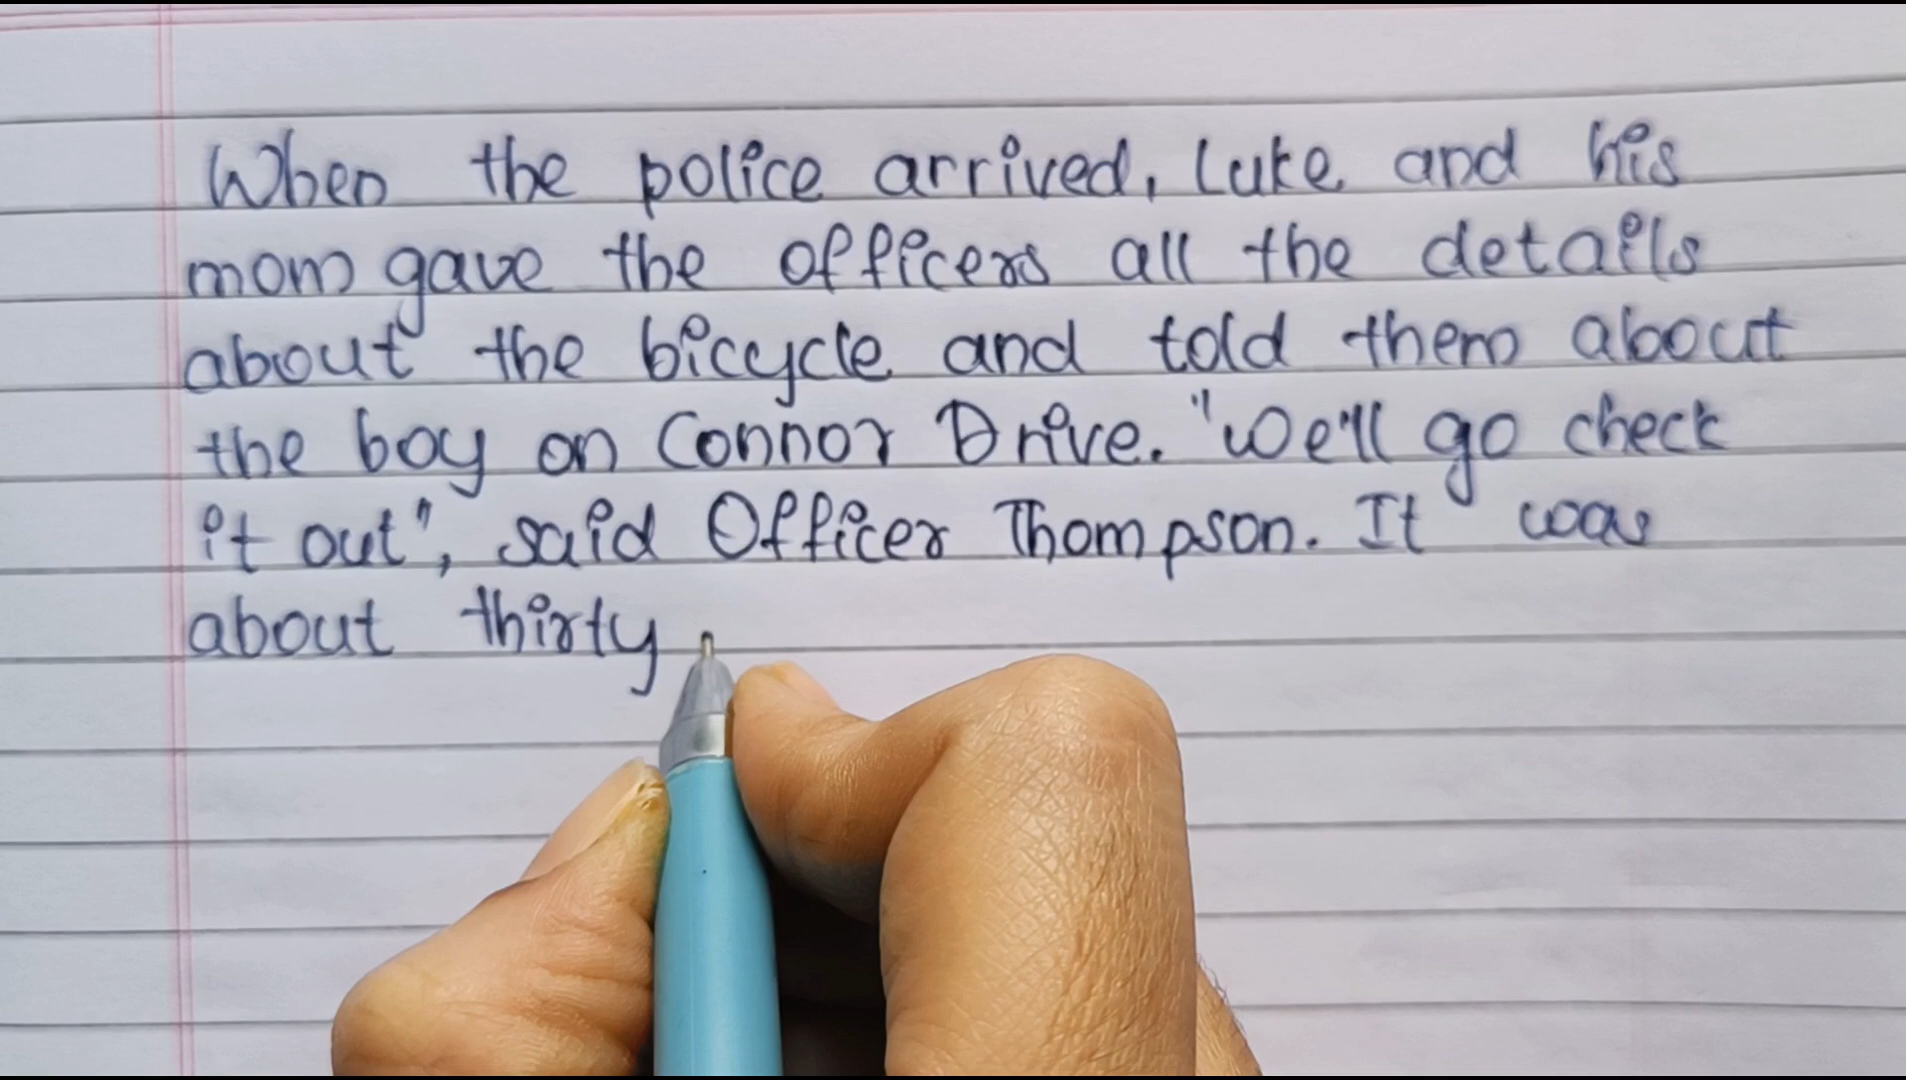 When the police arrived, Luke and his
mom gave the officers all the details
about the bicycle and told them about
the boy on Connor Drive. "We'll go check
it out", said Officer Thompson. It was
about thirty